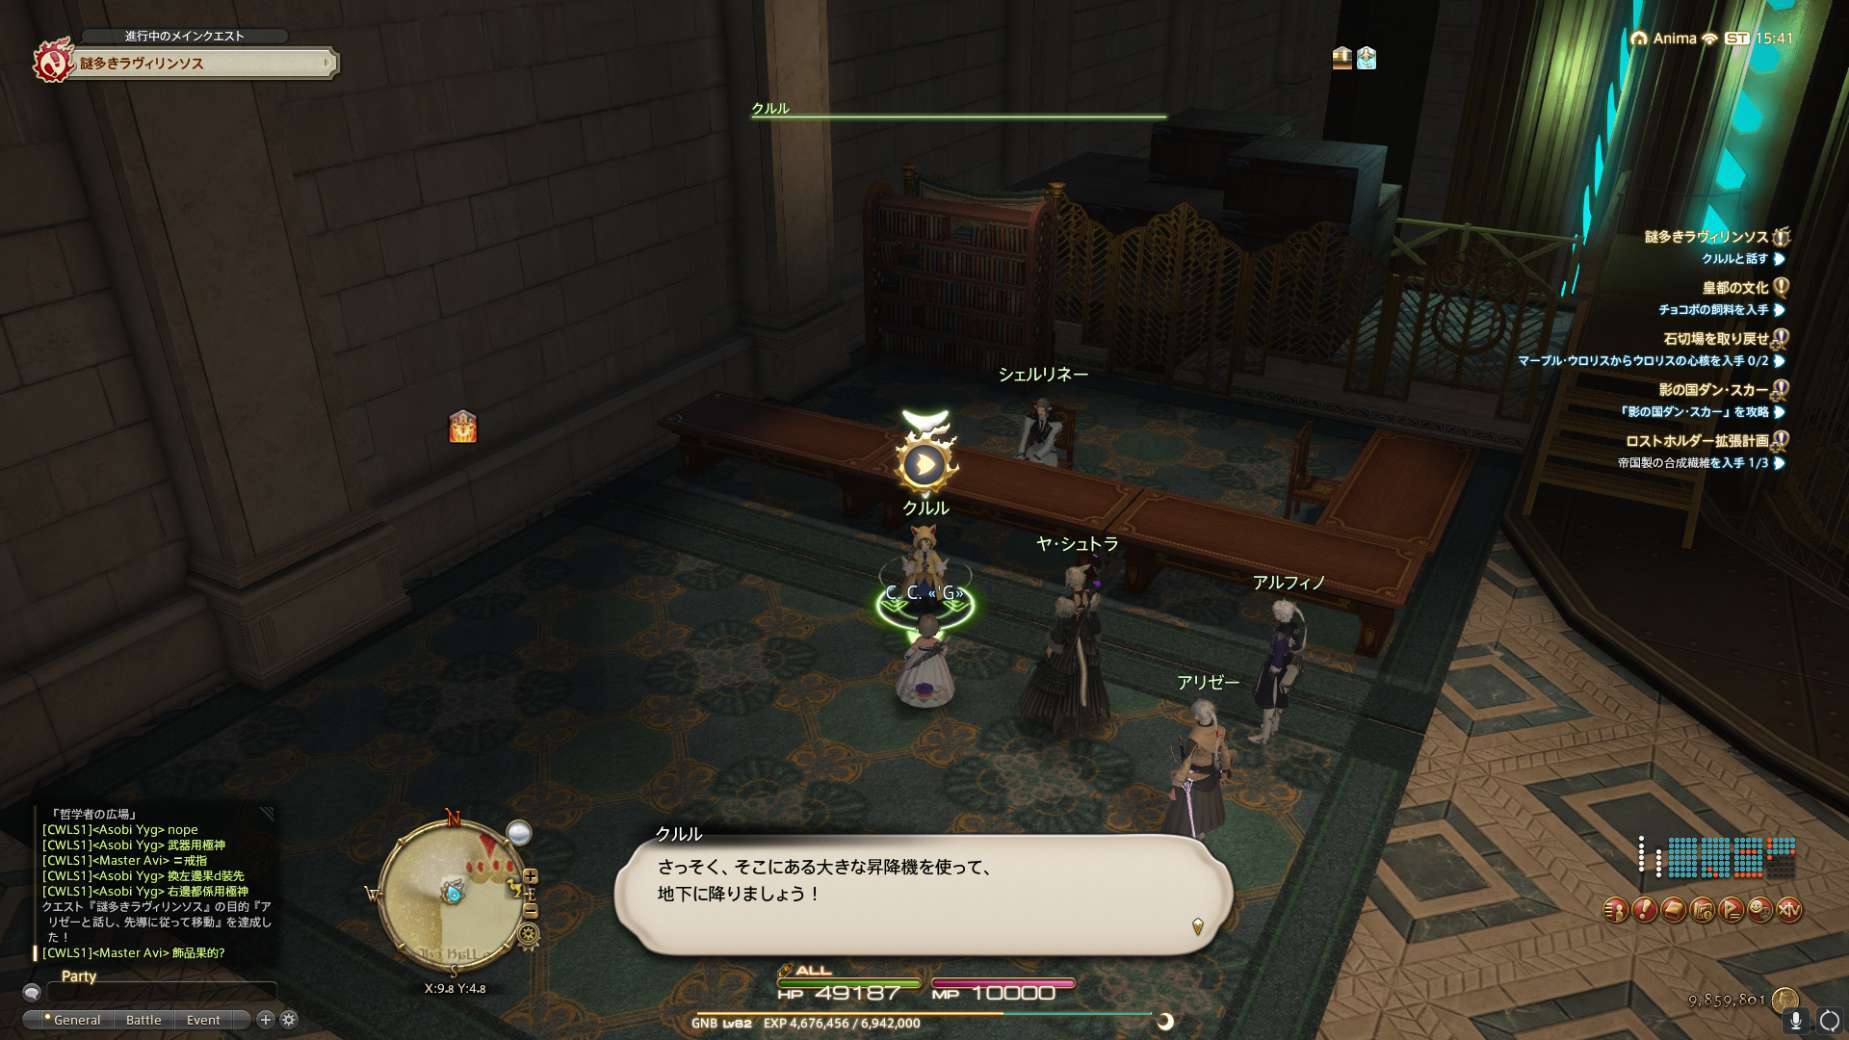 進行中のメインクエスト
謎多きラヴィリンソス
Anima ST 15:41
クルル
謎多きラヴィリンソス
クルルと話す
皇都の文化
チョコボの飼料を入手
石切場を取り戻せ
マーブル・ウロリスからウロリスの心核を入手 0/2
影の国ダン・スカー
「影の国ダン・スカー」を攻略
ロストホルダー拡張計画
帝国製の合成繊維を入手 1/3
シェルリネー
クルル
ヤ・シュトラ
C. C. «'G»
アルフィノ
アリゼー
「哲学者の広場」
[CWLS1]<Asobi Yyg> nope
[CWLS1]<Asobi Yyg> 武器用極神
[CWLS1]<Master Avi> =戒指
[CWLS1]<Asobi Yyg> 換左邊果d裝先
[CWLS1]<Asobi Yyg> 右邊都係用極神
クエスト『謎多きラヴィリンソス』の目的『ア
リゼーと話し、先導に従って移動』を達成し
た！
[CWLS1]<Master Avi> 飾品果的?
Party
General Battle Event
N
W
E
S
X:9.8 Y:4.8
クルル
さっそく、そこにある大きな昇降機を使って、
地下に降りましょう！
ALL
HP 49187 MP 10000
GNB Lv82 EXP 4,676,456 / 6,942,000
XIV
9,859,801